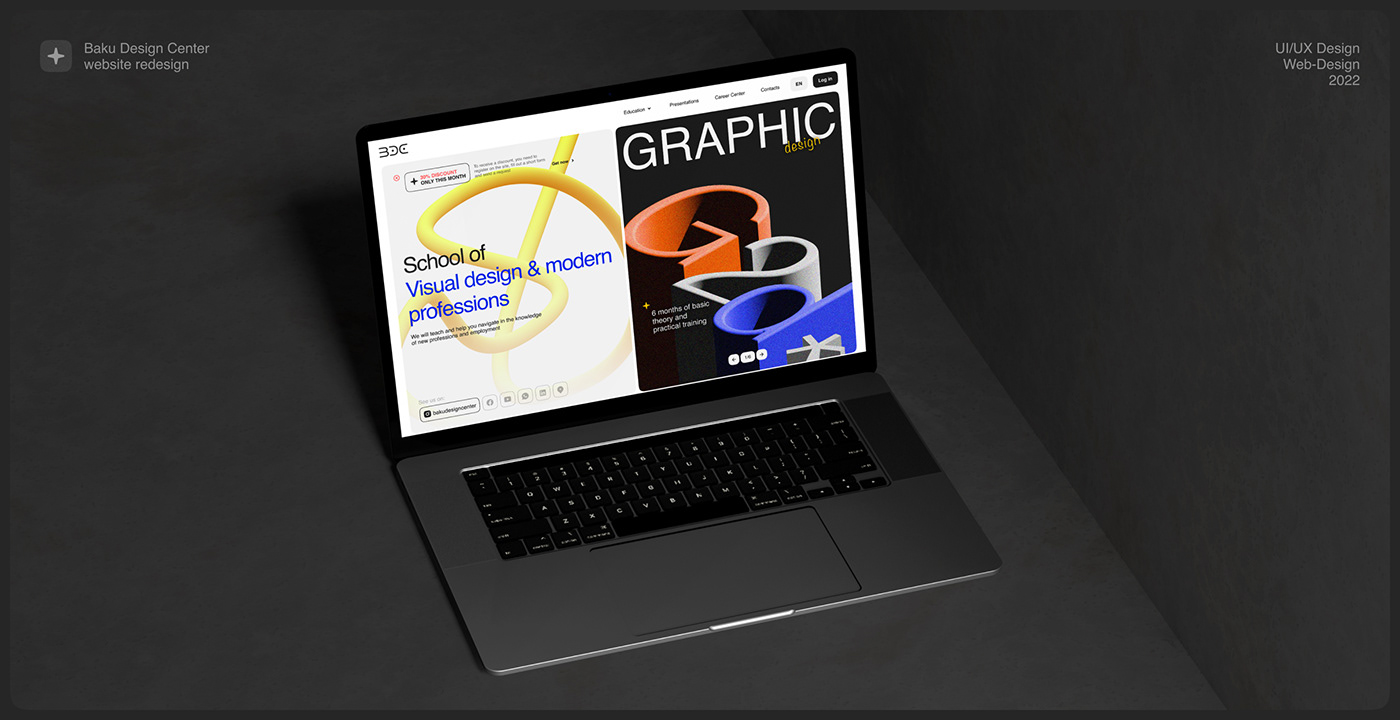 Baku Design Center
website redesign
UI/UX Design
Web-Design
2022
BDC
Education
Presentations
Career Center
Contacts
EN
Log in
30% DISCOUNT
ONLY THIS MONTH
To receive a discount, you need to
register on the site, fill out a short form
and send a request
Get now
School of
Visual design & modern
professions
We will teach and help you navigate in the knowledge
of new professions and employment
See us on:
bakudesigncenter
GRAPHIC
design
6 months of basic
theory and
practical training
1/6
Q W E R T Y U I O P
A S D F G H J K L
Z X C V B N M